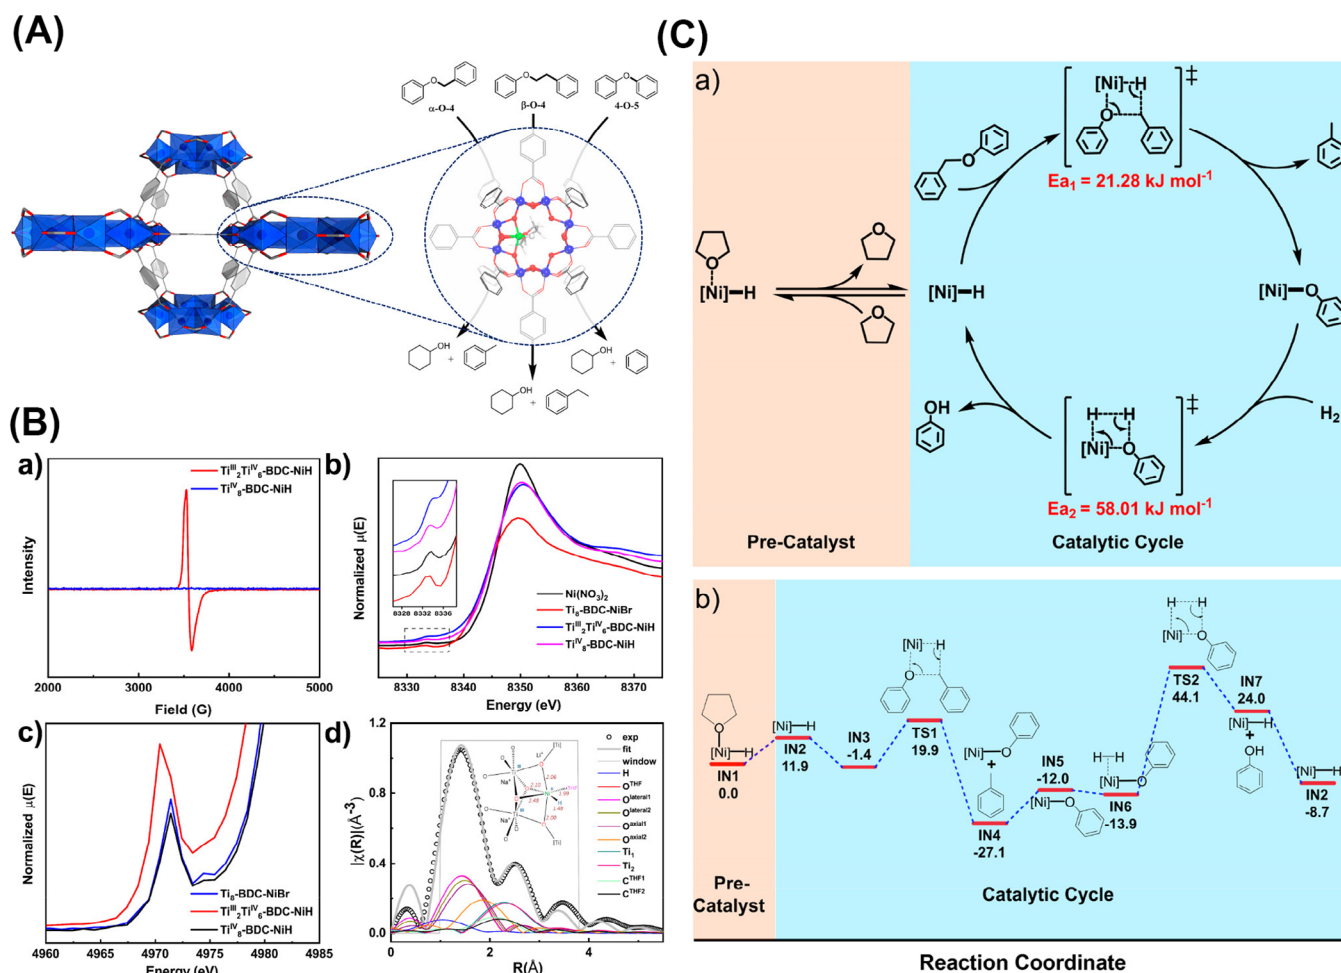 (A)
α-O-4
β-O-4
4-O-5
OH
+
OH
+
OH
+
(B)
a)
Ti^III_2Ti^IV_6-BDC-NiH
Ti^IV_8-BDC-NiH
Intensity
2000
3000
4000
5000
Field (G)
b)
Normalized μ(E)
8328
8332
8336
Ni(NO3)2
Ti8-BDC-NiBr
Ti^III_2Ti^IV_6-BDC-NiH
Ti^IV_8-BDC-NiH
8330
8340
8350
8360
8370
Energy (eV)
c)
Normalized μ(E)
Ti8-BDC-NiBr
Ti^III_2Ti^IV_6-BDC-NiH
Ti^IV_8-BDC-NiH
4960
4965
4970
4975
4980
4985
Energy (eV)
d)
|χ(R)|(Å^-3)
1.2
0.8
0.4
0.0
exp
fit
window
H
O^THF
O^lateral1
O^lateral2
O^axial1
O^axial2
Ti1
Ti2
C^THF1
C^THF2
0
2
4
R(Å)
(C)
a)
[Ni]–H
‡
Ea1 = 21.28 kJ mol^-1
[Ni]–H
[Ni]–H
[Ni]–O
H2
OH
H--H
[Ni]--O
‡
Ea2 = 58.01 kJ mol^-1
Pre-Catalyst
Catalytic Cycle
b)
[Ni]–H
IN1
0.0
[Ni]–H
IN2
11.9
IN3
-1.4
[Ni]--H
TS1
19.9
[Ni]–O
+
IN4
-27.1
IN5
-12.0
[Ni]–O
H–H
[Ni]–O
IN6
-13.9
H--H
[Ni]--O
TS2
44.1
IN7
24.0
[Ni]–H
+
OH
[Ni]–H
IN2
-8.7
Pre-
Catalyst
Catalytic Cycle
Reaction Coordinate